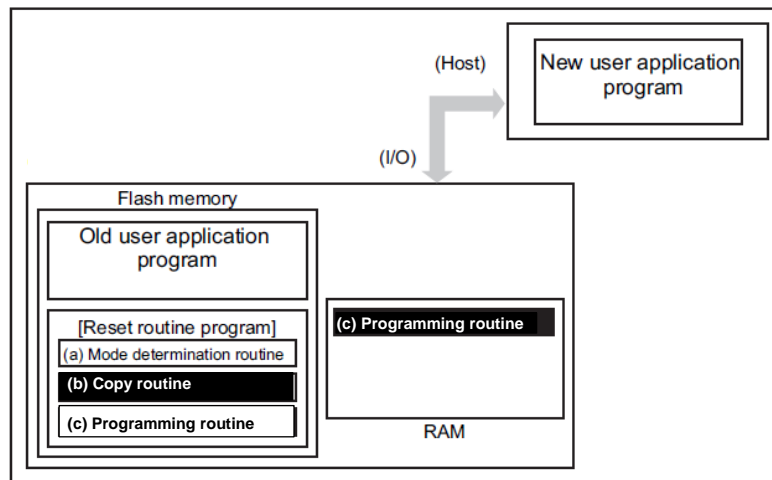 (Host)
New user application
program
(I/O)
Flash memory
Old user application
program
[Reset routine program]
(a) Mode determination routine
(b) Copy routine
(c) Programming routine
(c) Programming routine
RAM